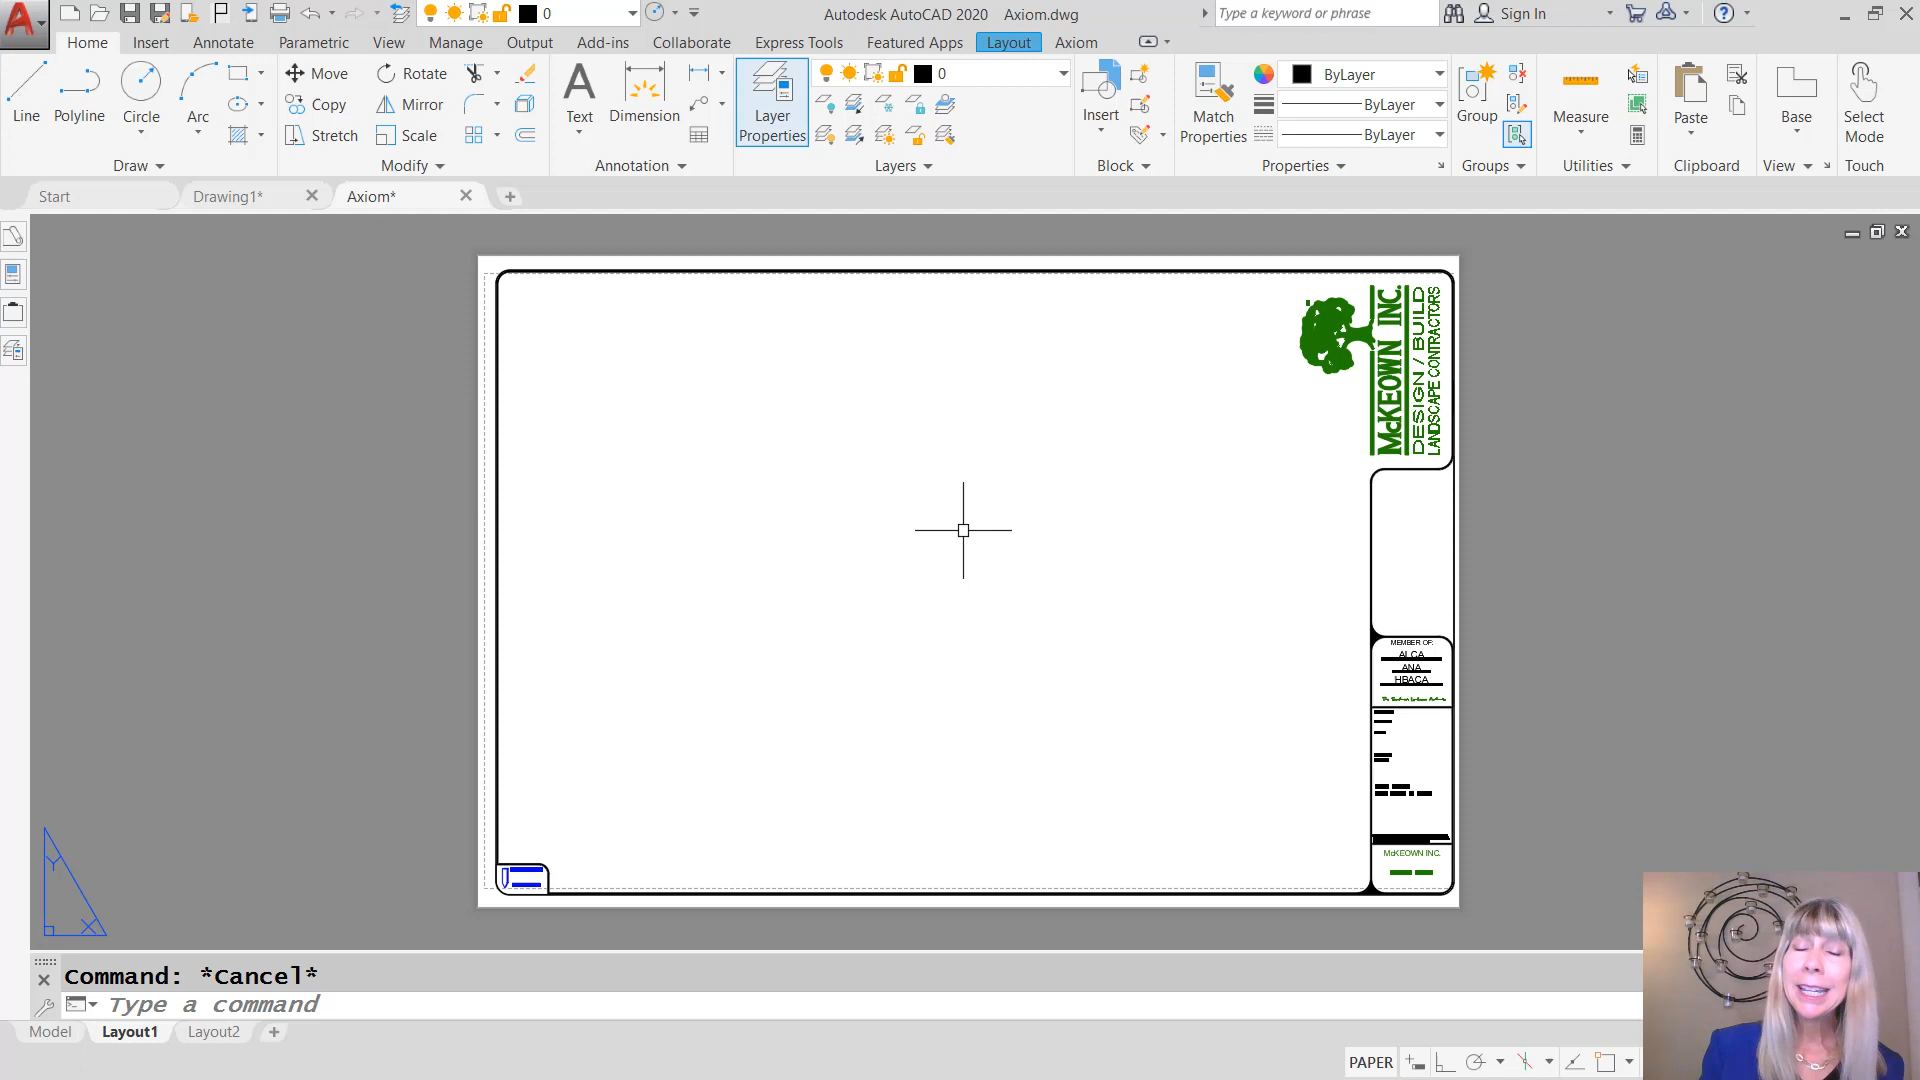 0
Autodesk AutoCAD 2020 Axiom.dwg
Type a keyword or phrase
Sign In
Home Insert Annotate Parametric View Manage Output Add-ins Collaborate Express Tools Featured Apps Layout Axiom
Line
Polyline
Circle
Arc
Draw
Move
Rotate
Copy
Mirror
Stretch
Scale
Modify
Text
Dimension
Annotation
Layer
Properties
0
Layers
Insert
Block
Match
Properties
ByLayer
ByLayer
ByLayer
Properties
Group
Groups
Measure
Utilities
Paste
Clipboard
Base
View
Select
Mode
Touch
Start
Drawing1*
Axiom*
McKEOWN INC.
DESIGN / BUILD
LANDSCAPE CONTRACTORS
MEMBER OF:
ALCA
ANA
HBACA
McKEOWN INC.
Y
X
Command: *Cancel*
Type a command
Model Layout1 Layout2
PAPER